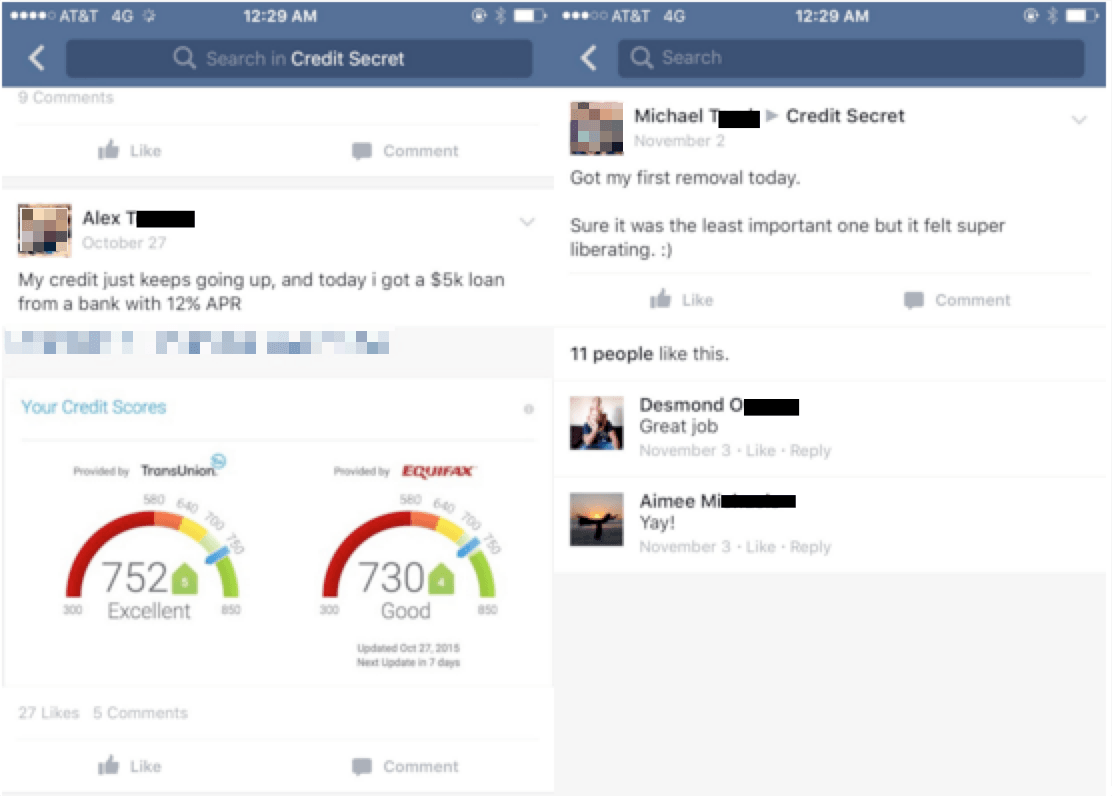 AT&T 4G 12:29 AM
Search in Credit Secret
9 Comments
Like Comment
Alex T
October 27
My credit just keeps going up, and today i got a $5k loan
from a bank with 12% APR
Your Credit Scores
Provided by TransUnion
580 640 700 750
752 5
300 Excellent 850
Provided by EQUIFAX
580 640 700 750
730 4
300 Good 850
Updated Oct 27, 2015
Next Update in 7 days
27 Likes 5 Comments
Like Comment
AT&T 4G 12:29 AM
Search
Michael T ▶ Credit Secret
November 2
Got my first removal today.
Sure it was the least important one but it felt super
liberating. :)
Like Comment
11 people like this.
Desmond O
Great job
November 3 · Like · Reply
Aimee Mi
Yay!
November 3 · Like · Reply